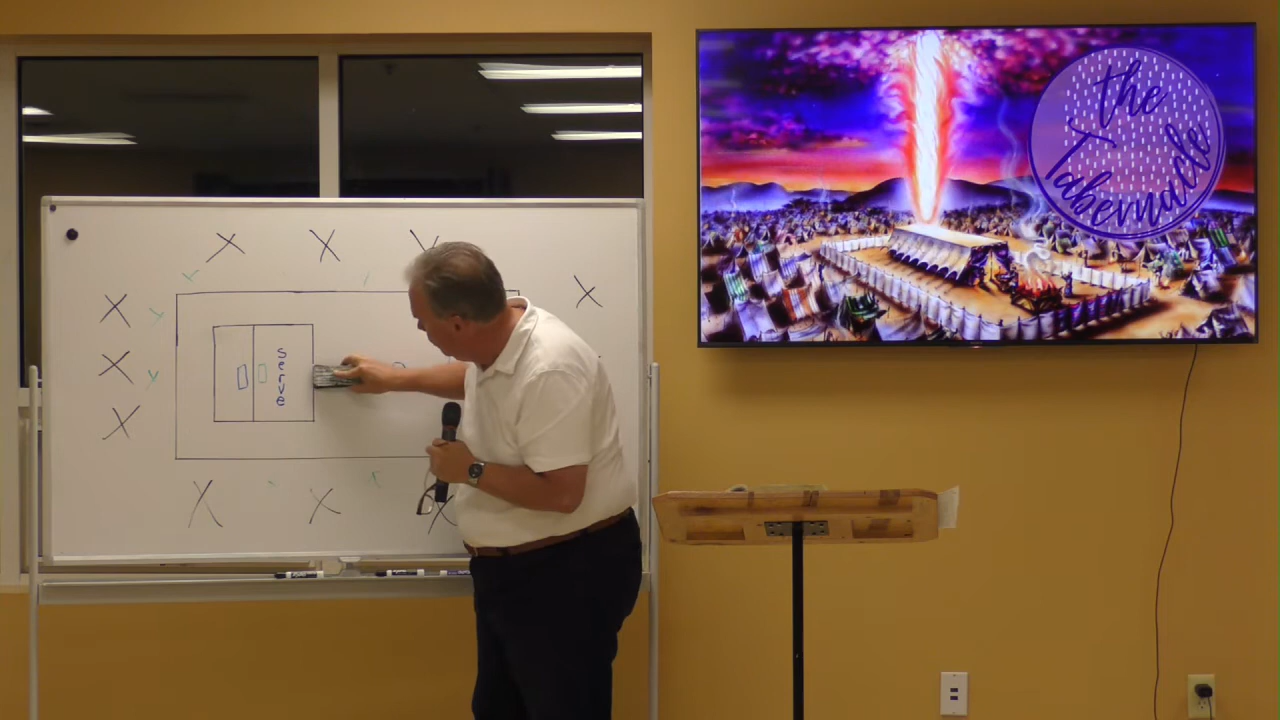 the
Tabernacle
X X X
Y
X Y X
X Y
X
Serve
X X X